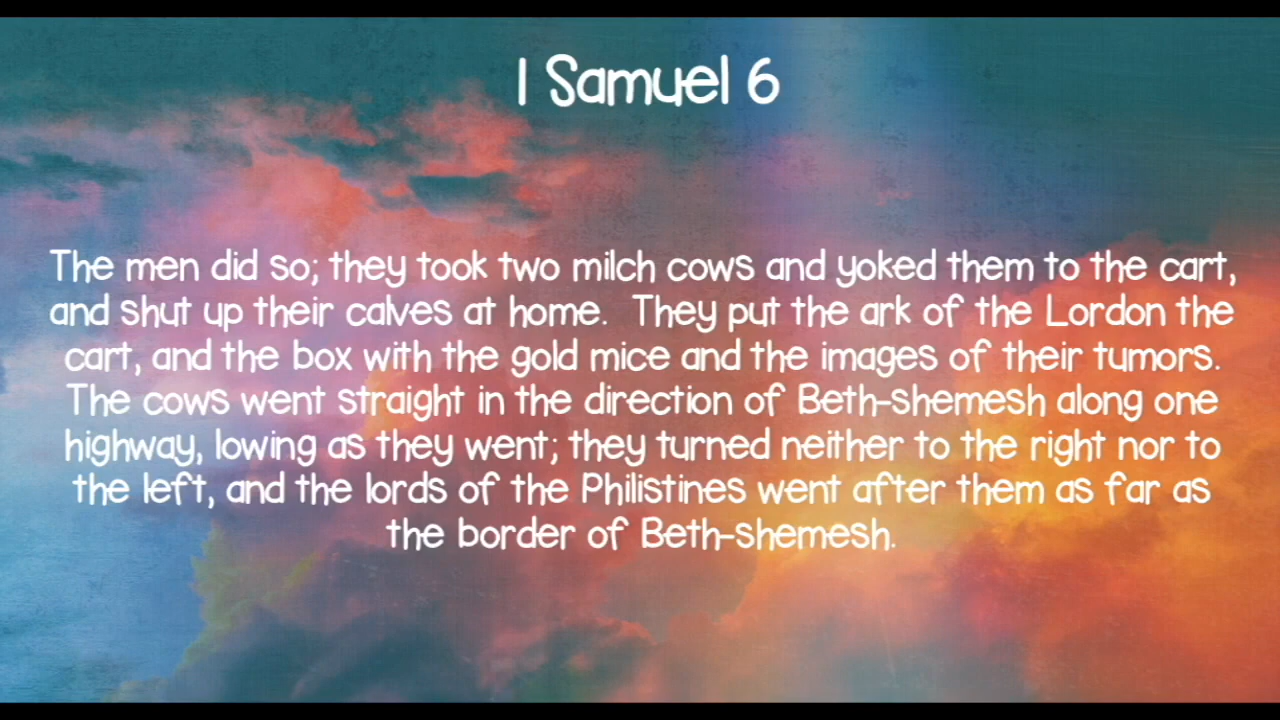 1 Samuel 6
The men did so; they took two milch cows and yoked them to the cart,
and shut up their calves at home.  They put the ark of the Lordon the
cart, and the box with the gold mice and the images of their tumors.
The cows went straight in the direction of Beth-shemesh along one
highway, lowing as they went; they turned neither to the right nor to
the left, and the lords of the Philistines went after them as far as
the border of Beth-shemesh.